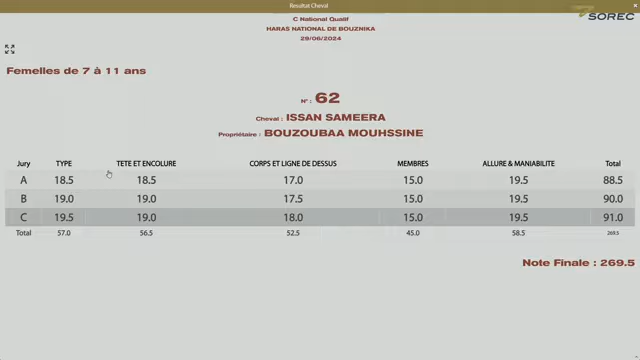 Resultat Cheval
C National Qualif
SOREC
HARAS NATIONAL DE BOUZNIKA
29/06/2024
Femelles de 7 à 11 ans
N° : 62
Cheval : ISSAN SAMEERA
Propriétaire : BOUZOUBAA MOUHSSINE
Jury TYPE TETE ET ENCOLURE CORPS ET LIGNE DE DESSUS MEMBRES ALLURE & MANIABILITE Total
A 18.5 18.5 17.0 15.0 19.5 88.5
B 19.0 19.0 17.5 15.0 19.5 90.0
C 19.5 19.0 18.0 15.0 19.5 91.0
Total 57.0 56.5 52.5 45.0 58.5 269.5
Note Finale : 269.5